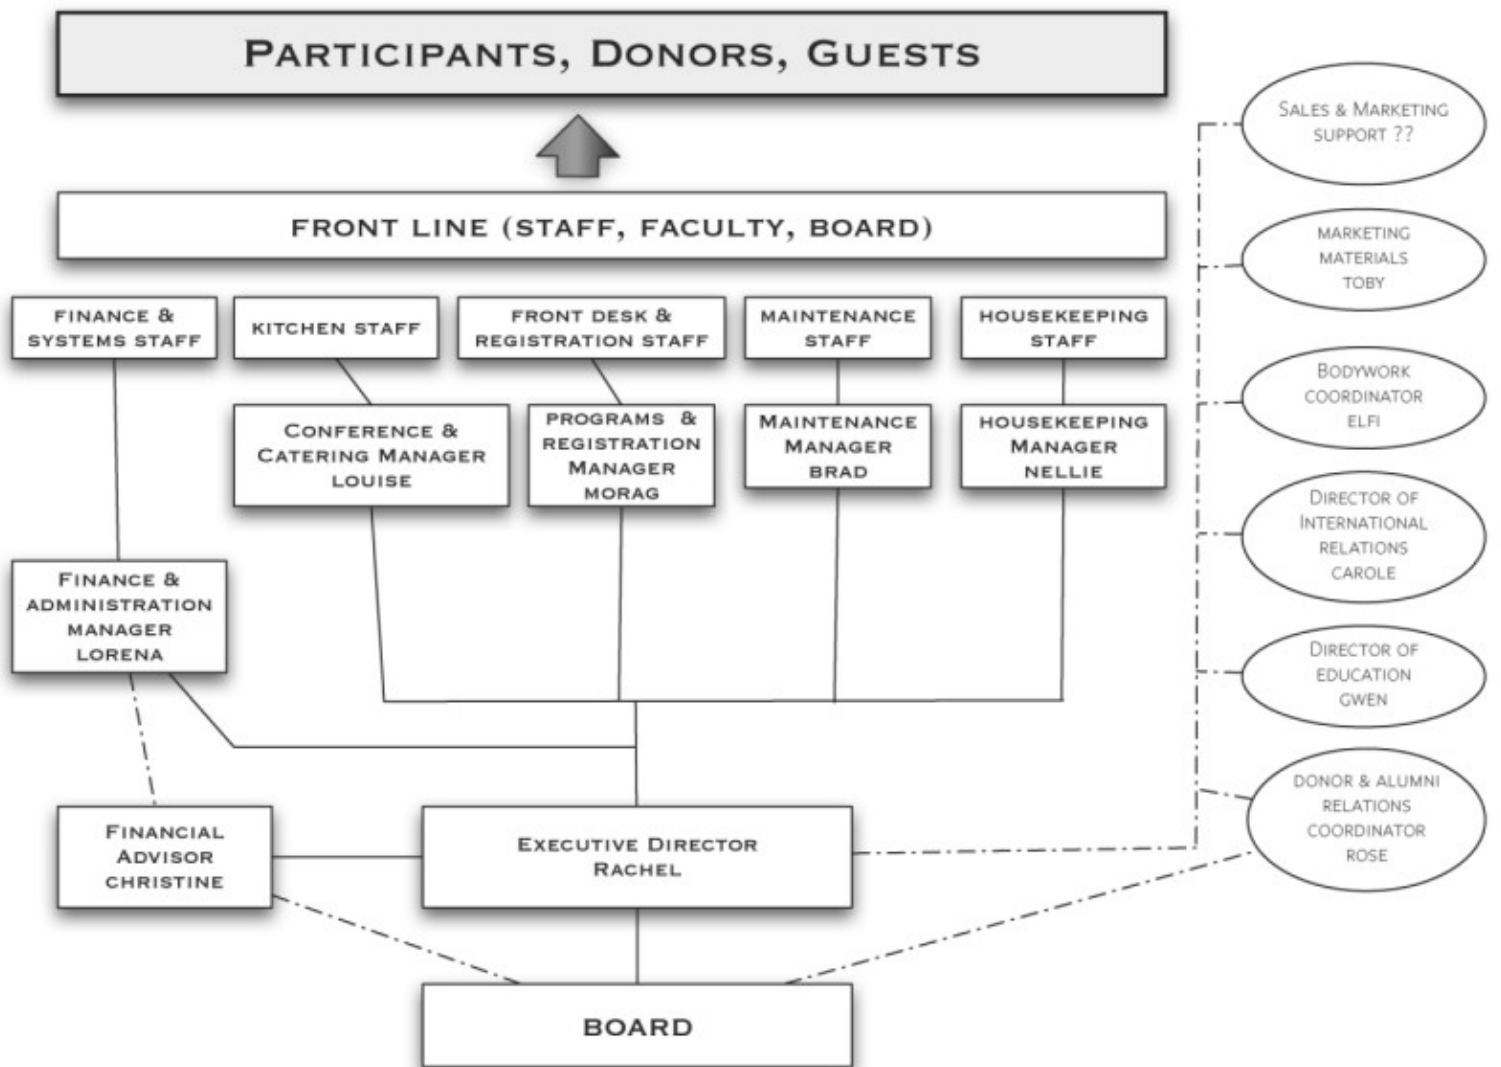 Participants, Donors, Guests
FRONT LINE (STAFF, FACULTY, BOARD)
FINANCE &
SYSTEMS STAFF
KITCHEN STAFF
FRONT DESK &
REGISTRATION STAFF
MAINTENANCE
STAFF
HOUSEKEEPING
STAFF
Conference &
Catering Manager
LOUISE
PROGRAMS &
REGISTRATION
Manager
MORAG
Maintenance
Manager
BRAD
HOUSEKEEPING
Manager
NELLIE
Finance &
ADMINISTRATION
MANAGER
LORENA
Financial
Advisor
CHRISTINE
Executive Director
Rachel
BOARD
Sales & Marketing
SUPPORT ??
MARKETING
MATERIALS
TOBY
Bodywork
COORDINATOR
ELFI
Director of
International
RELATIONS
CAROLE
Director of
EDUCATION
GWEN
DONOR & ALUMNI
RELATIONS
COORDINATOR
ROSE